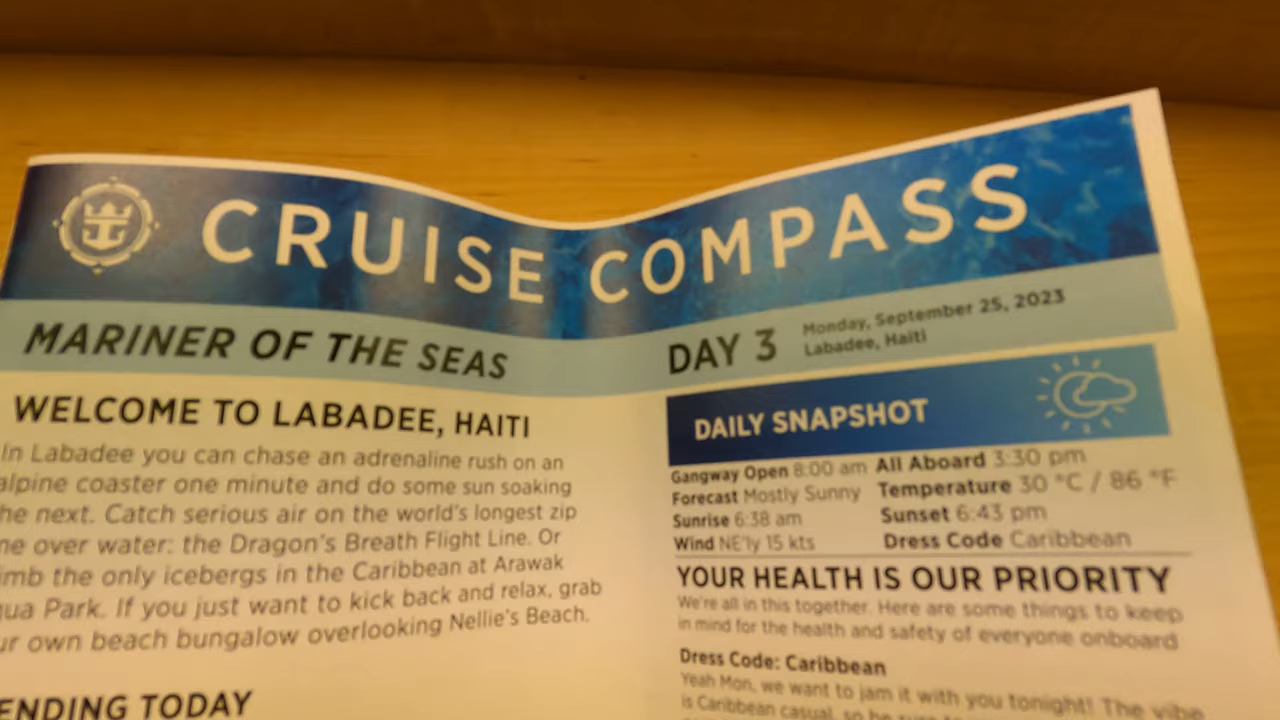 CRUISE COMPASS
MARINER OF THE SEAS
DAY 3
Monday, September 25, 2023
Labadee, Haiti
WELCOME TO LABADEE, HAITI
In Labadee you can chase an adrenaline rush on an
alpine coaster one minute and do some sun soaking
he next. Catch serious air on the world's longest zip
ne over water: the Dragon's Breath Flight Line. Or
imb the only icebergs in the Caribbean at Arawak
qua Park. If you just want to kick back and relax, grab
ur own beach bungalow overlooking Nellie's Beach.
ENDING TODAY
DAILY SNAPSHOT
Gangway Open 8:00 am All Aboard 3:30 pm
Forecast Mostly Sunny Temperature 30 °C / 86 °F
Sunrise 6:38 am Sunset 6:43 pm
Wind NE'ly 15 kts Dress Code Caribbean
YOUR HEALTH IS OUR PRIORITY
We're all in this together. Here are some things to keep
in mind for the health and safety of everyone onboard
Dress Code: Caribbean
Yeah Mon, we want to jam it with you tonight! The vibe
is Caribbean casual, so be sure